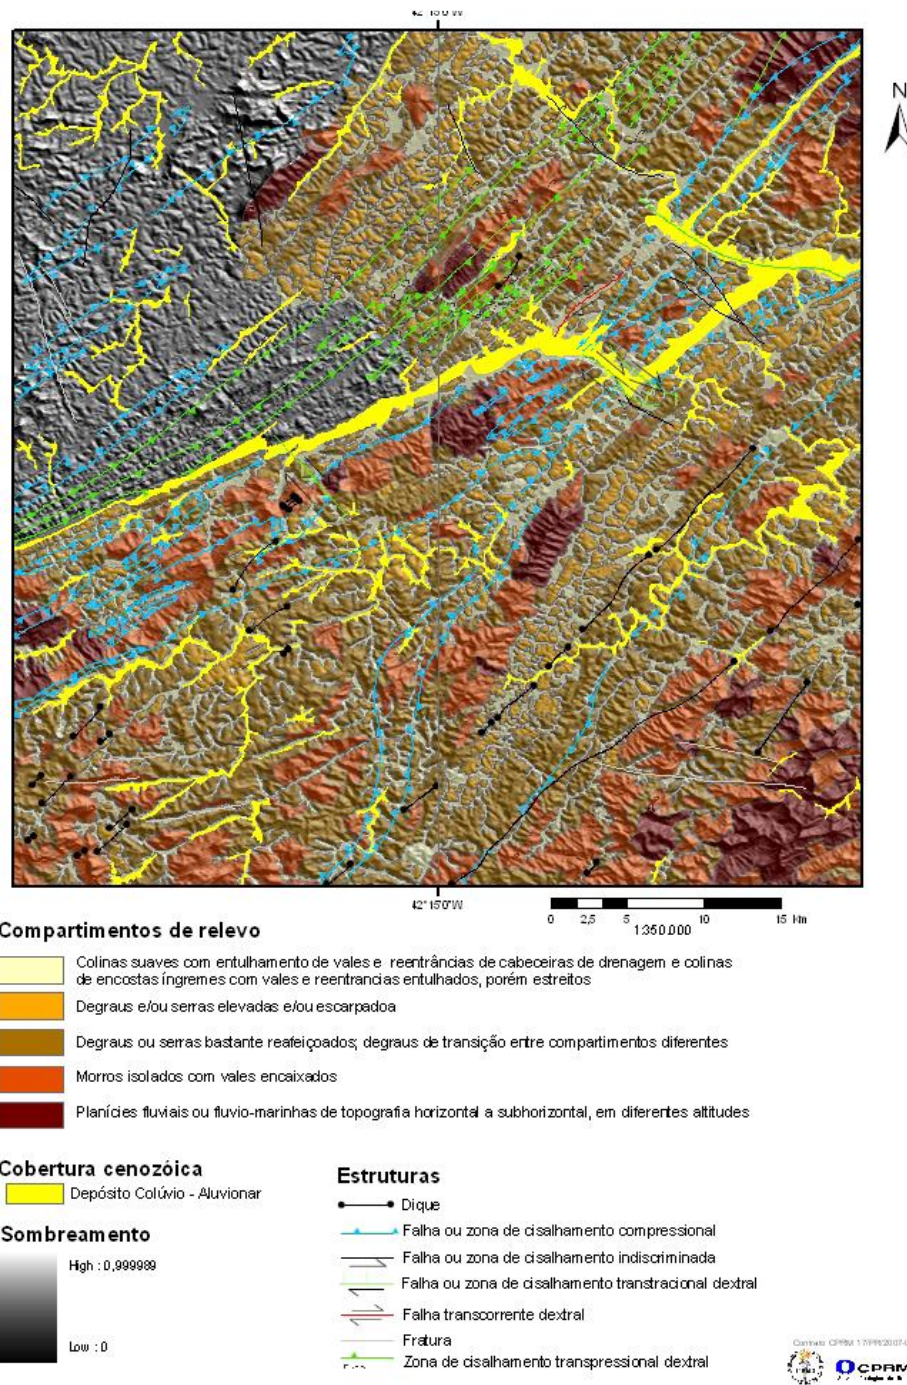 42°15'0"W
N
42°15'0"W
0 2,5 5 10 15 Km
1:350.000
Compartimentos de relevo
Colinas suaves com entulhamento de vales e reentrâncias de cabeceiras de drenagem e colinas
de encostas íngremes com vales e reentrancias entulhados, porém estreitos
Degraus e/ou serras elevadas e/ou escarpadoa
Degraus ou serras bastante reafeiçoados; degraus de transição entre compartimentos diferentes
Morros isolados com vales encaixados
Planícies fluviais ou fluvio-marinhas de topografia horizontal a subhorizontal, em diferentes altitudes
Cobertura cenozóica
Depósito Colúvio - Aluvionar
Estruturas
Dique
Falha ou zona de cisalhamento compressional
Falha ou zona de cisalhamento indiscriminada
Falha ou zona de cisalhamento transtracional dextral
Falha transcorrente dextral
Fratura
Zona de cisalhamento transpressional dextral
Sombreamento
High : 0,999989
Low : 0
Contrato CPRM
CPRM